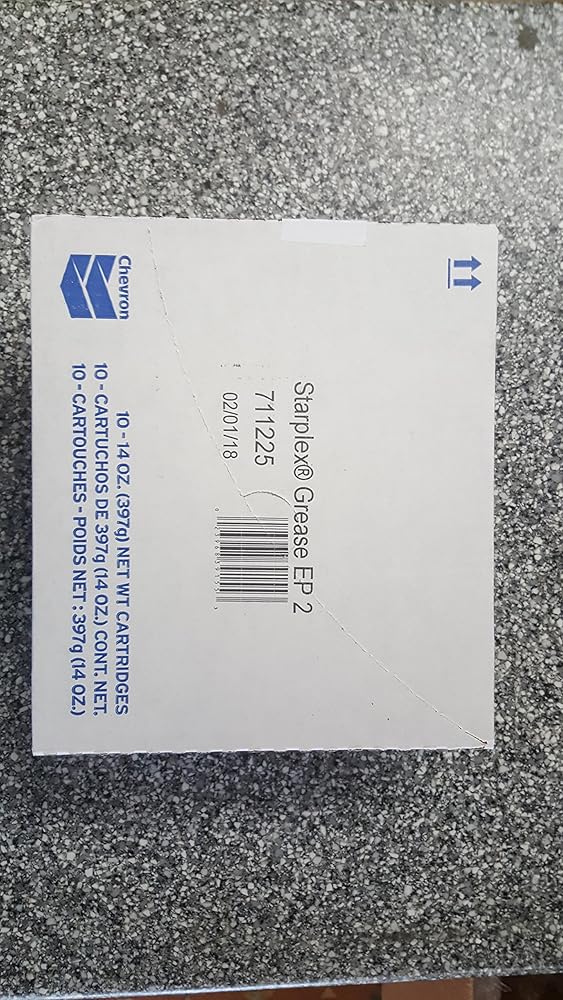 Starplex® Grease EP 2
711225
02/01/18
Chevron
10 - 14 OZ. (397g) NET WT CARTRIDGES
10 - CARTUCHOS DE 397g (14 OZ.) CONT. NET.
10 - CARTOUCHES - POIDS NET : 397g (14 OZ.)